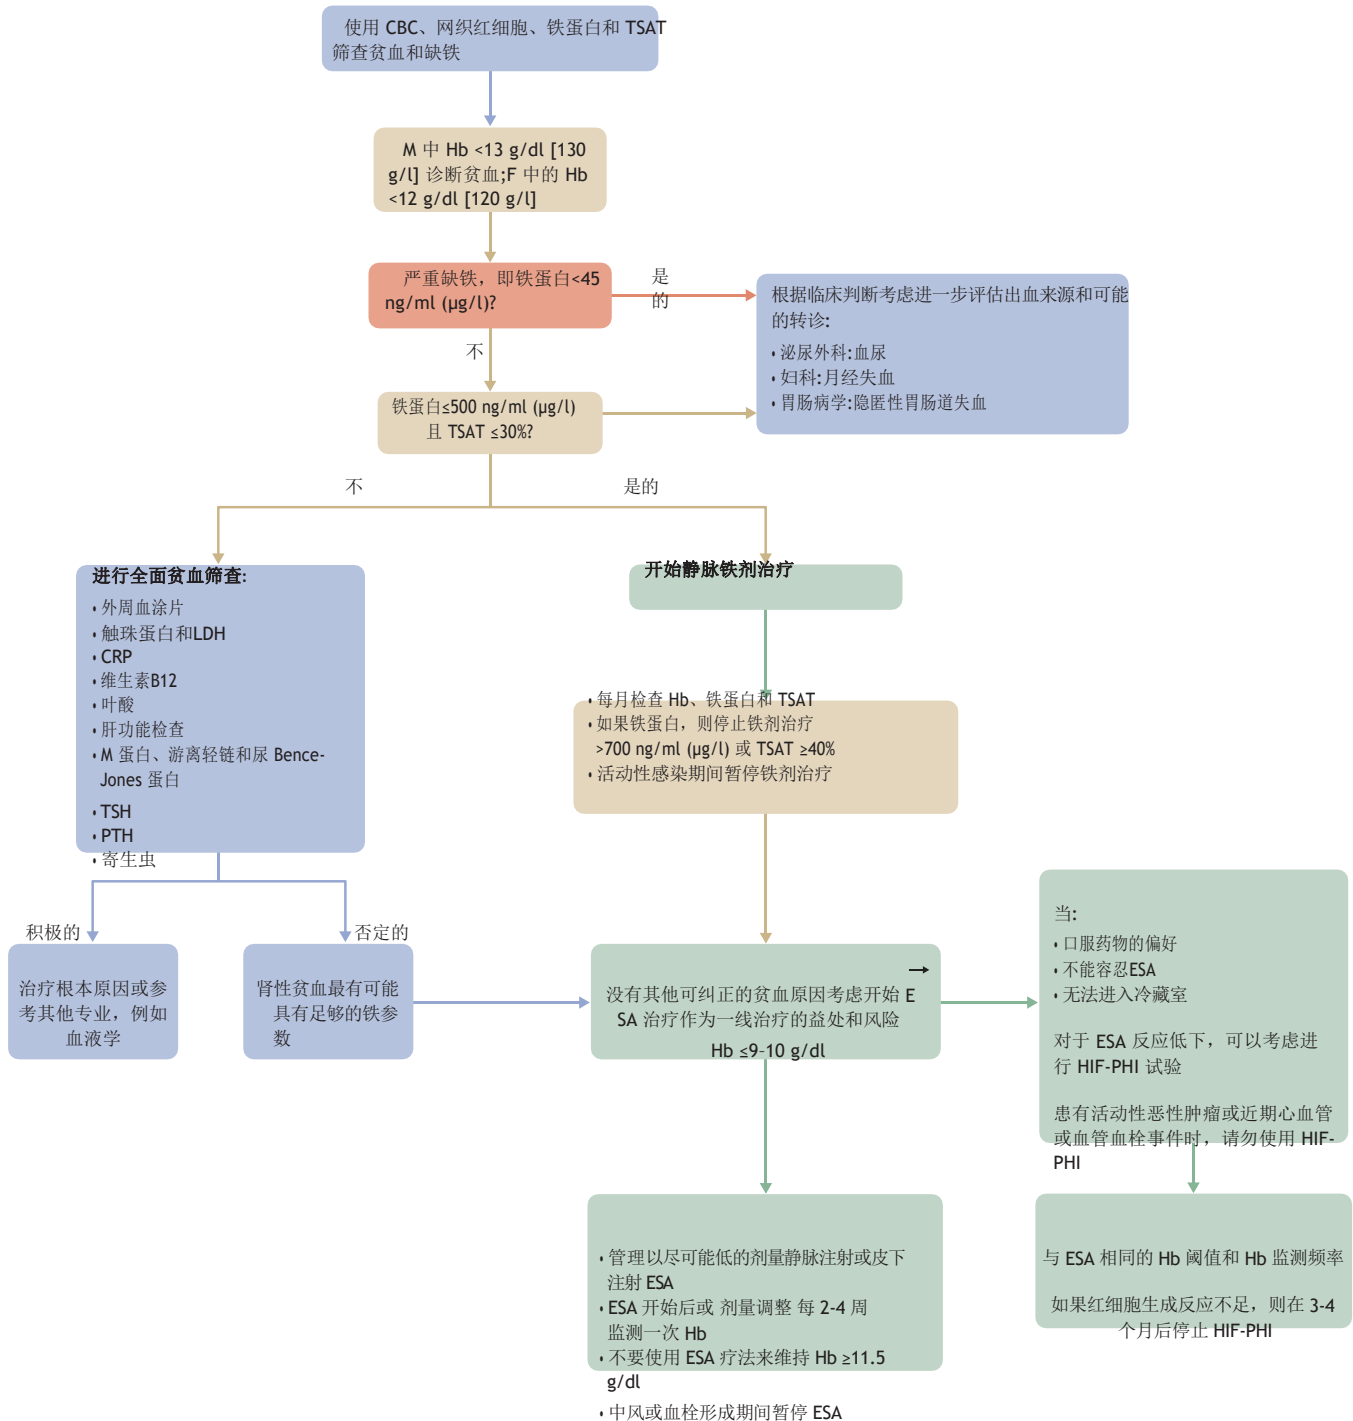 使用 CBC、网织红细胞、铁蛋白和 TSAT
筛查贫血和缺铁
M 中 Hb <13 g/dl [130
g/l] 诊断贫血;F 中的 Hb
<12 g/dl [120 g/l]
严重缺铁，即铁蛋白<45
ng/ml (µg/l)?
是
的
根据临床判断考虑进一步评估出血来源和可能
的转诊:
• 泌尿外科:血尿
• 妇科:月经失血
• 胃肠病学:隐匿性胃肠道失血
不
铁蛋白≤500 ng/ml (µg/l)
且 TSAT ≤30%?
不
是的
进行全面贫血筛查:
• 外周血涂片
• 触珠蛋白和LDH
• CRP
• 维生素B12
• 叶酸
• 肝功能检查
• M 蛋白、游离轻链和尿 Bence-
Jones 蛋白
• TSH
• PTH
• 寄生虫
开始静脉铁剂治疗
• 每月检查 Hb、铁蛋白和 TSAT
• 如果铁蛋白，则停止铁剂治疗
>700 ng/ml (µg/l) 或 TSAT ≥40%
• 活动性感染期间暂停铁剂治疗
积极的
否定的
治疗根本原因或参
考其他专业，例如
血液学
肾性贫血最有可能
具有足够的铁参
数
→
没有其他可纠正的贫血原因考虑开始 E
SA 治疗作为一线治疗的益处和风险
Hb ≤9-10 g/dl
当:
• 口服药物的偏好
• 不能容忍ESA
• 无法进入冷藏室
对于 ESA 反应低下，可以考虑进
行 HIF-PHI 试验
患有活动性恶性肿瘤或近期心血管
或血管血栓事件时，请勿使用 HIF-
PHI
• 管理以尽可能低的剂量静脉注射或皮下
注射 ESA
• ESA 开始后或 剂量调整 每 2-4 周
监测一次 Hb
• 不要使用 ESA 疗法来维持 Hb ≥11.5
g/dl
• 中风或血栓形成期间暂停 ESA
与 ESA 相同的 Hb 阈值和 Hb 监测频率
如果红细胞生成反应不足，则在 3-4
个月后停止 HIF-PHI